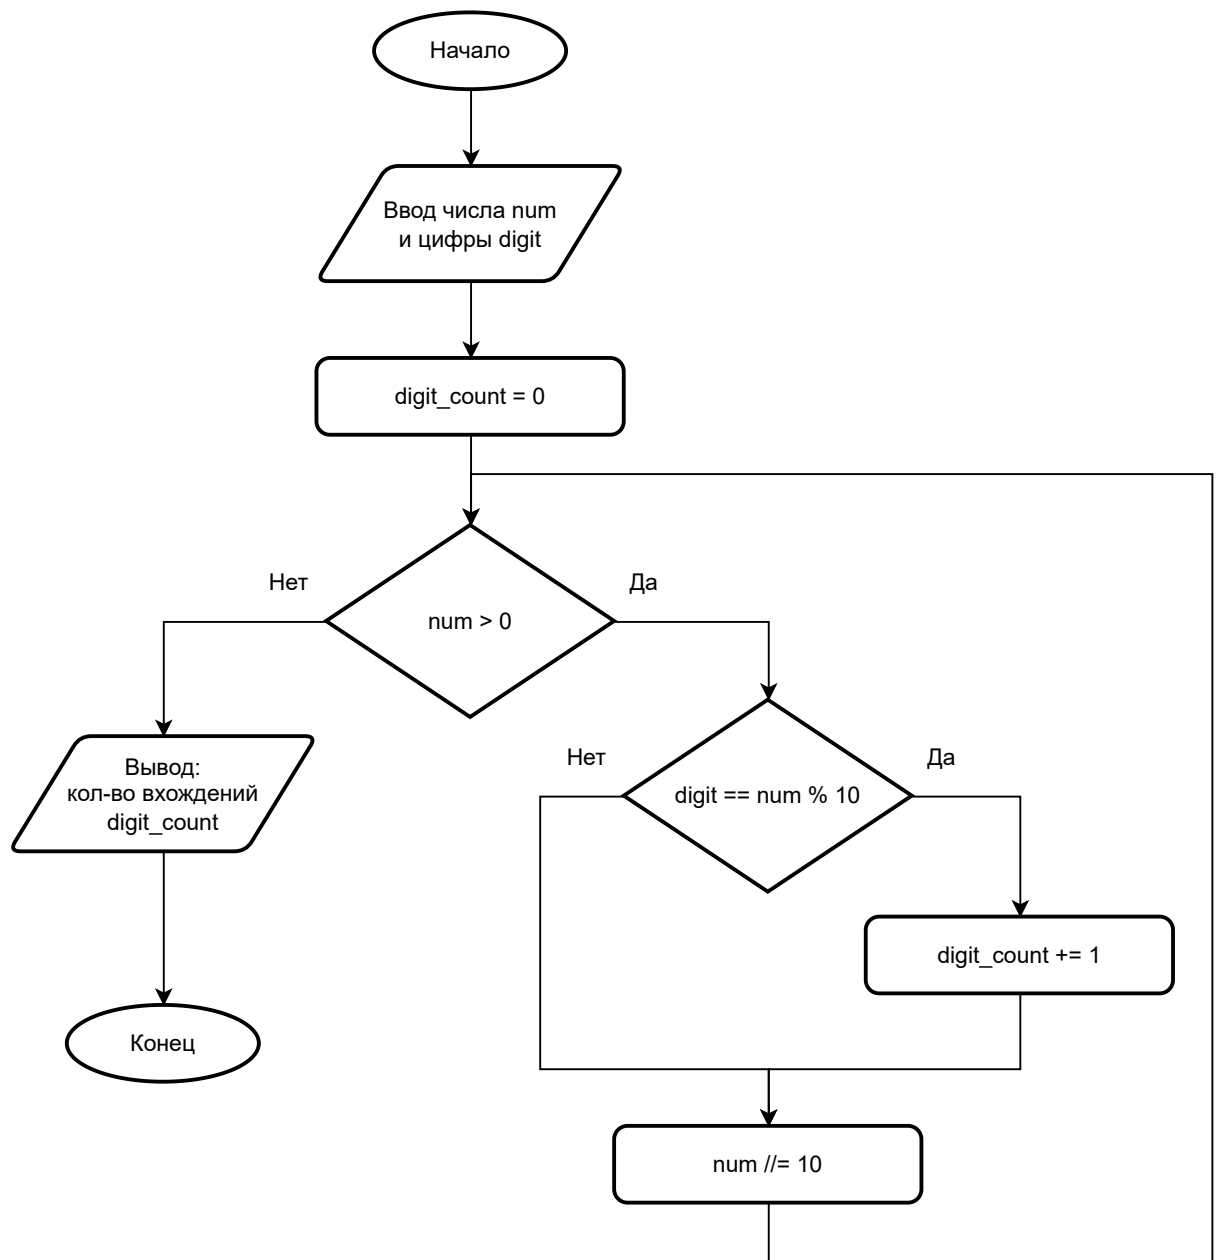 Начало
Ввод числа num
и цифры digit
digit_count = 0
Нет
Да
num > 0
Вывод:
кол-во вхождений
digit_count
Нет
Да
digit == num % 10
digit_count += 1
Конец
num //= 10